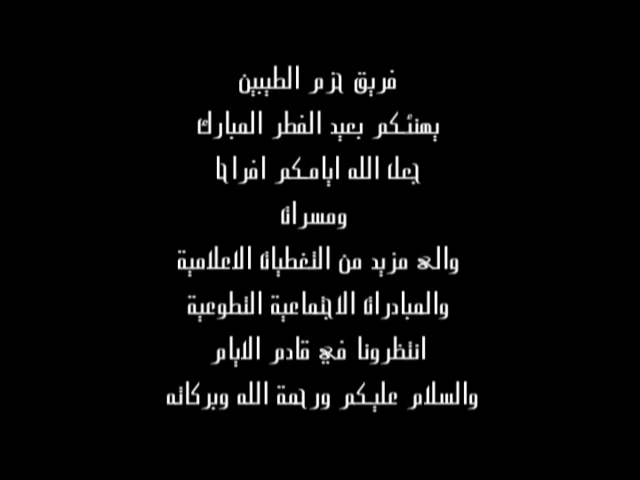 فريق حزم الطيبين
يهنئكم بعيد الفطر المبارك
جعل الله ايامكم افراحا
ومسرات
والى مزيد من التغطيات الاعلامية
والمبادرات الاجتماعية التطوعية
انتظرونا في قادم الايام
والسلام عليكم ورحمة الله وبركاته